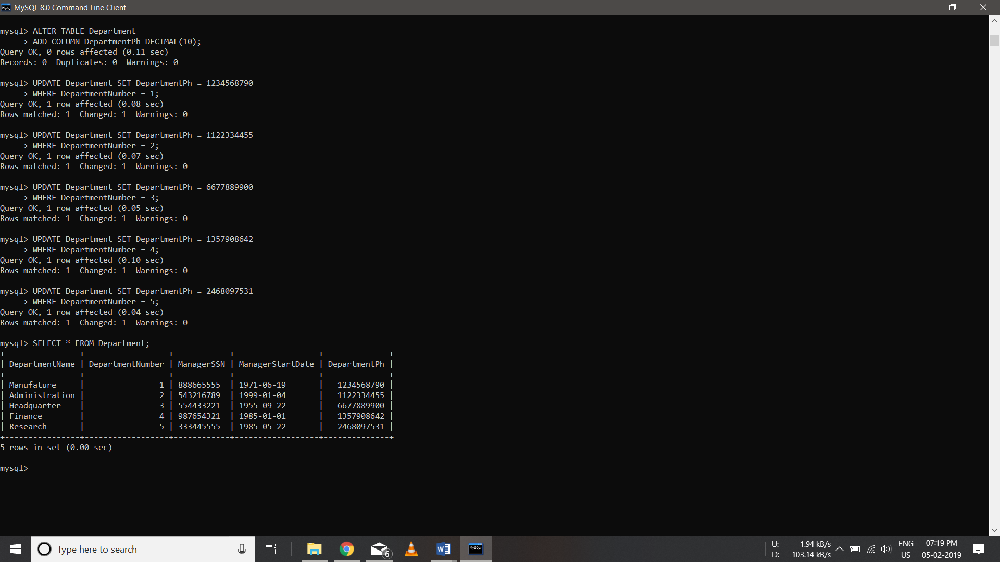 MySQL 8.0 Command Line Client
mysql> ALTER TABLE Department
    -> ADD COLUMN DepartmentPh DECIMAL(10);
Query OK, 0 rows affected (0.11 sec)
Records: 0  Duplicates: 0  Warnings: 0
mysql> UPDATE Department SET DepartmentPh = 1234568790
    -> WHERE DepartmentNumber = 1;
Query OK, 1 row affected (0.08 sec)
Rows matched: 1  Changed: 1  Warnings: 0
mysql> UPDATE Department SET DepartmentPh = 1122334455
    -> WHERE DepartmentNumber = 2;
Query OK, 1 row affected (0.07 sec)
Rows matched: 1  Changed: 1  Warnings: 0
mysql> UPDATE Department SET DepartmentPh = 6677889900
    -> WHERE DepartmentNumber = 3;
Query OK, 1 row affected (0.05 sec)
Rows matched: 1  Changed: 1  Warnings: 0
mysql> UPDATE Department SET DepartmentPh = 1357908642
    -> WHERE DepartmentNumber = 4;
Query OK, 1 row affected (0.10 sec)
Rows matched: 1  Changed: 1  Warnings: 0
mysql> UPDATE Department SET DepartmentPh = 2468097531
    -> WHERE DepartmentNumber = 5;
Query OK, 1 row affected (0.04 sec)
Rows matched: 1  Changed: 1  Warnings: 0
mysql> SELECT * FROM Department;
+----------------+------------------+------------+------------------+--------------+
| DepartmentName | DepartmentNumber | ManagerSSN | ManagerStartDate | DepartmentPh |
+----------------+------------------+------------+------------------+--------------+
| Manufature     |                1 | 888665555  | 1971-06-19       |   1234568790 |
| Administration |                2 | 543216789  | 1999-01-04       |   1122334455 |
| Headquarter    |                3 | 554433221  | 1955-09-22       |   6677889900 |
| Finance        |                4 | 987654321  | 1985-01-01       |   1357908642 |
| Research       |                5 | 333445555  | 1985-05-22       |   2468097531 |
+----------------+------------------+------------+------------------+--------------+
5 rows in set (0.00 sec)
mysql>
Type here to search
6
MySQL
U: 1.94 kB/s
D: 103.14 kB/s
ENG
US
07:19 PM
05-02-2019